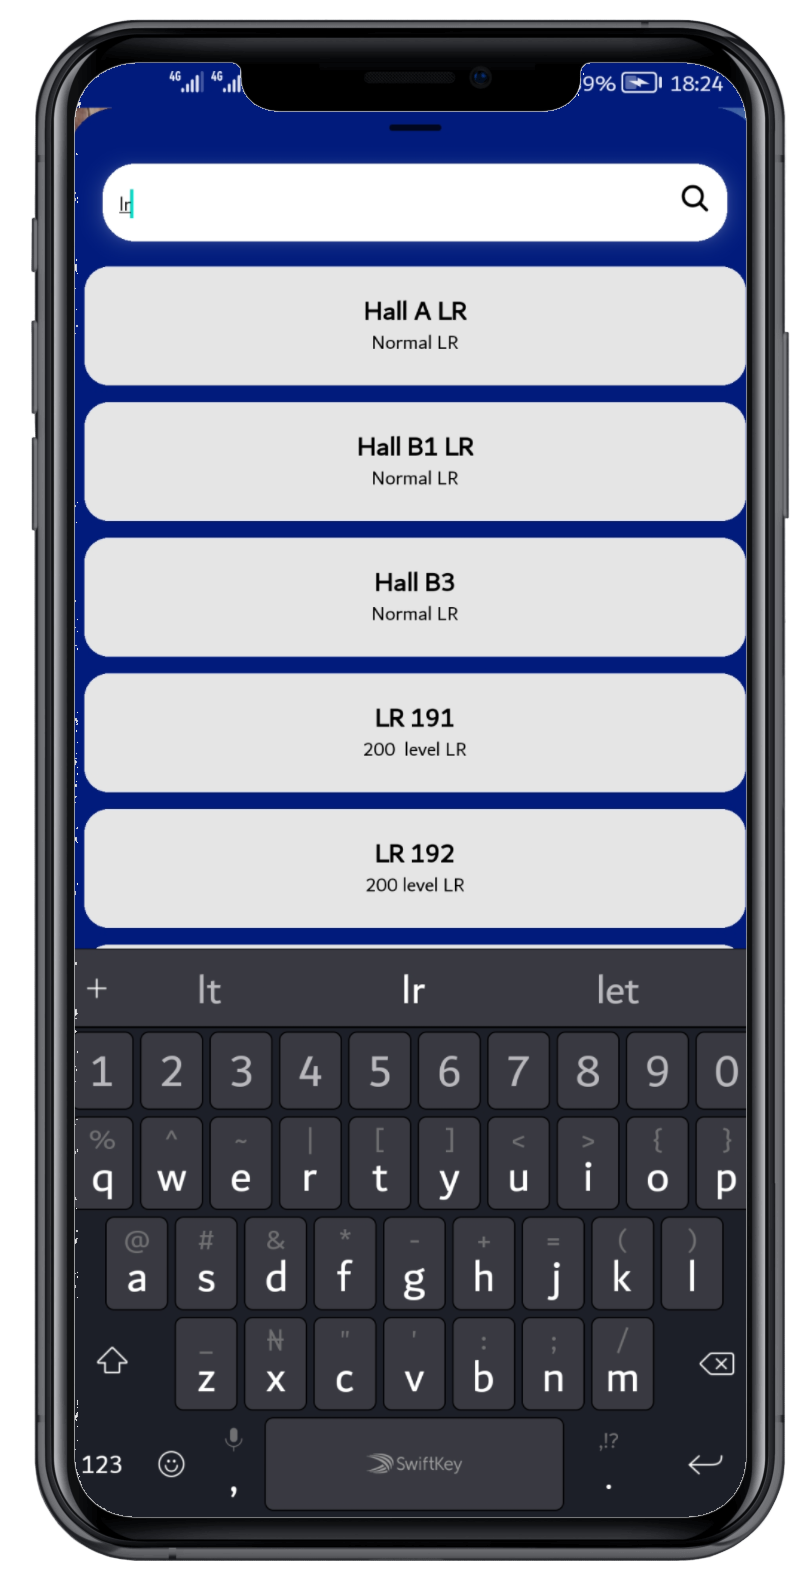 4G 4G 9% 18:24
lr
Hall A LR
Normal LR
Hall B1 LR
Normal LR
Hall B3
Normal LR
LR 191
200 level LR
LR 192
200 level LR
+ lt lr let
1 2 3 4 5 6 7 8 9 0
% ^ ~ | [ ] < > { }
q w e r t y u i o p
@ # & * - + = ( )
a s d f g h j k l
_ ₦ " ' : ; /
z x c v b n m
,!?
123 , SwiftKey .